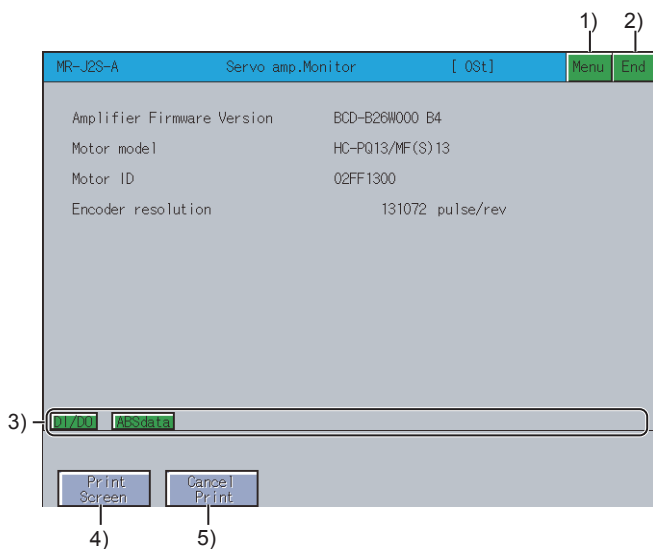 1) 2)
MR-J2S-A Servo amp.Monitor [ OSt] Menu End
Amplifier Firmware Version BCD-B26W000 B4
Motor model HC-PQ13/MF(S)13
Motor ID 02FF1300
Encoder resolution 131072 pulse/rev
3) DI/DO ABSdata
Print Screen
Cancel Print
4) 5)